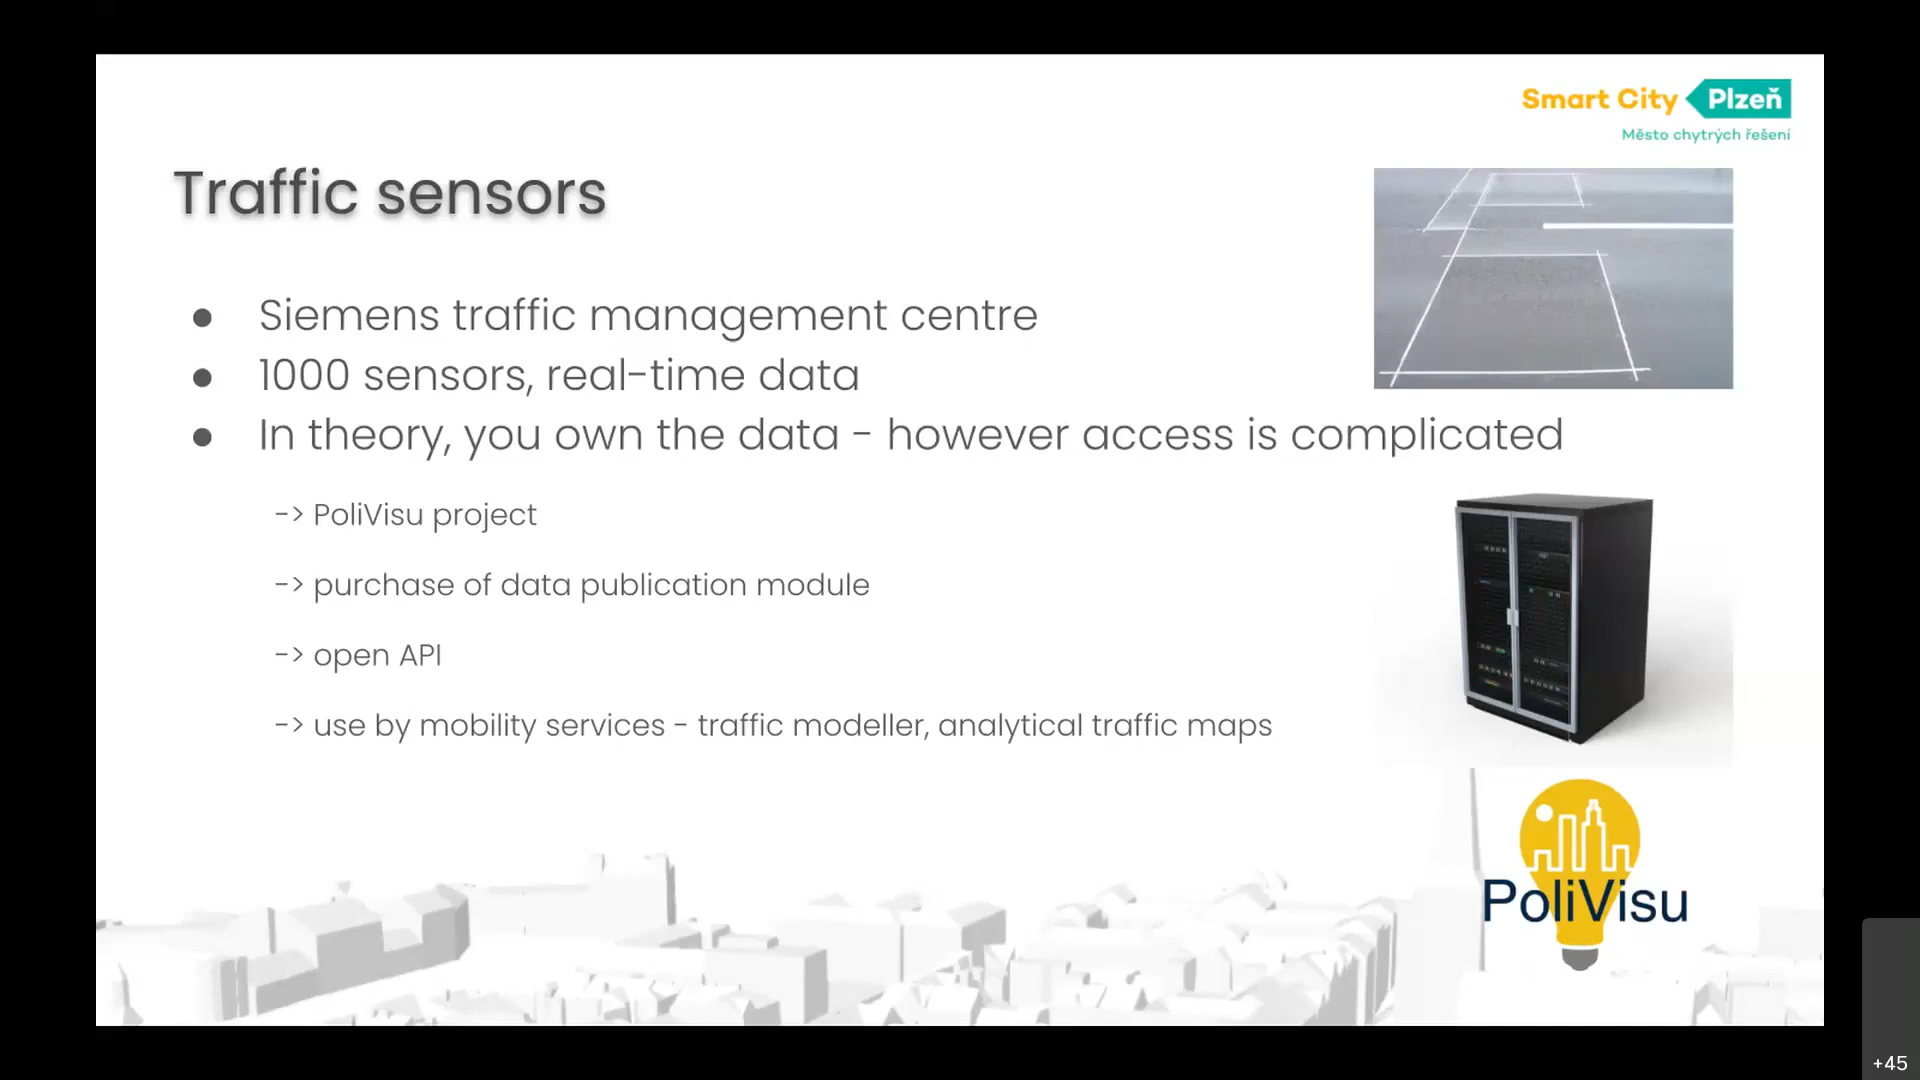 Smart City Plzeň
Město chytrých řešení
Traffic sensors
● Siemens traffic management centre
● 1000 sensors, real-time data
● In theory, you own the data - however access is complicated
-> PoliVisu project
-> purchase of data publication module
-> open API
-> use by mobility services - traffic modeller, analytical traffic maps
PoliVisu
+45